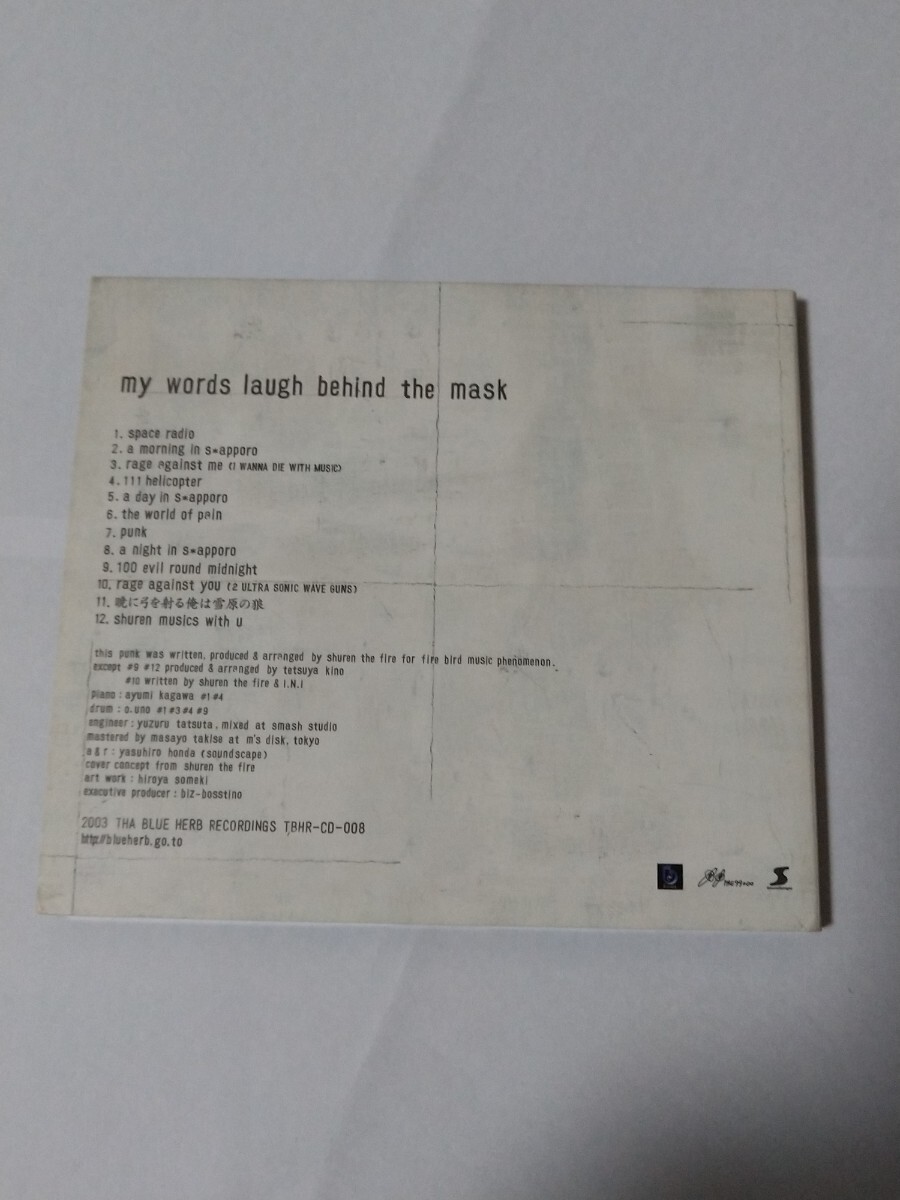 my words laugh behind the mask
1. space radio
2. a morning in s*apporo
3. rage against me (I WANNA DIE WITH MUSIC)
4. 111 helicopter
5. a day in s*apporo
6. the world of pain
7. punk
8. a night in s*apporo
9. 100 evil round midnight
10. rage against you (2 ULTRA SONIC WAVE GUNS)
11. 暁に弓を射る俺は雪原の狼
12. shuren musics with u
this punk was written, produced & arranged by shuren the fire for fire bird music phenomenon.
except #9 #12 produced & arranged by tetsuya kino
#10 written by shuren the fire & I.N.I
piano : ayumi kagawa #1 #4
drum : o.uno #1 #3 #4 #9
engineer : yuzuru tatsuta, mixed at smash studio
mastered by masayo takise at m's disk, tokyo
a & r : yasuhiro honda (soundscape)
cover concept from shuren the fire
art work : hiroya someki
executive producer : biz-bosstino
2003 THA BLUE HERB RECORDINGS TBHR-CD-008
http://blueherb.go.to